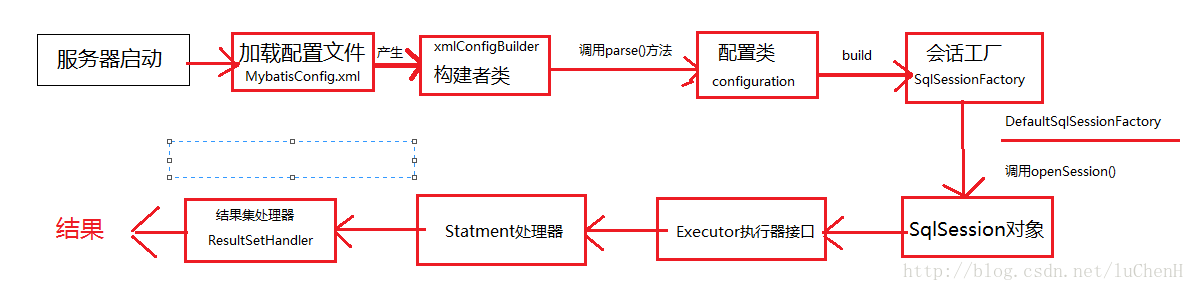 服务器启动
加载配置文件
MybatisConfig.xml
产生
xmlConfigBuilder
构建者类
调用parse()方法
配置类
configuration
build
会话工厂
SqlSessionFactory
DefaultSqlSessionFactory
调用openSession()
SqlSession对象
Executor执行器接口
Statment处理器
结果集处理器
ResultSetHandler
结果
http://blog.csdn.net/luChenH